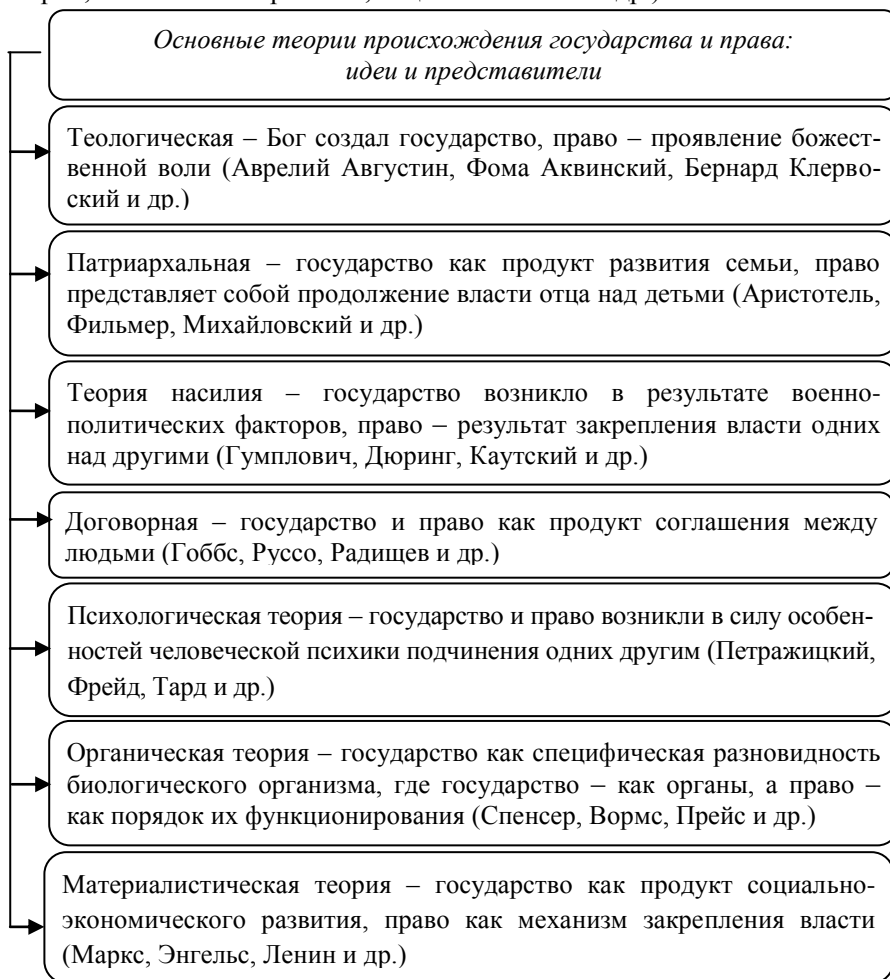 Основные теории происхождения государства и права:
идеи и представители
Теологическая – Бог создал государство, право – проявление божест-
венной воли (Аврелий Августин, Фома Аквинский, Бернард Клерво-
ский и др.)
Патриархальная – государство как продукт развития семьи, право
представляет собой продолжение власти отца над детьми (Аристотель,
Фильмер, Михайловский и др.)
Теория насилия – государство возникло в результате военно-
политических факторов, право – результат закрепления власти одних
над другими (Гумплович, Дюринг, Каутский и др.)
Договорная – государство и право как продукт соглашения между
людьми (Гоббс, Руссо, Радищев и др.)
Психологическая теория – государство и право возникли в силу особен-
ностей человеческой психики подчинения одних другим (Петражицкий,
Фрейд, Тард и др.)
Органическая теория – государство как специфическая разновидность
биологического организма, где государство – как органы, а право –
как порядок их функционирования (Спенсер, Вормс, Прейс и др.)
Материалистическая теория – государство как продукт социально-
экономического развития, право как механизм закрепления власти
(Маркс, Энгельс, Ленин и др.)